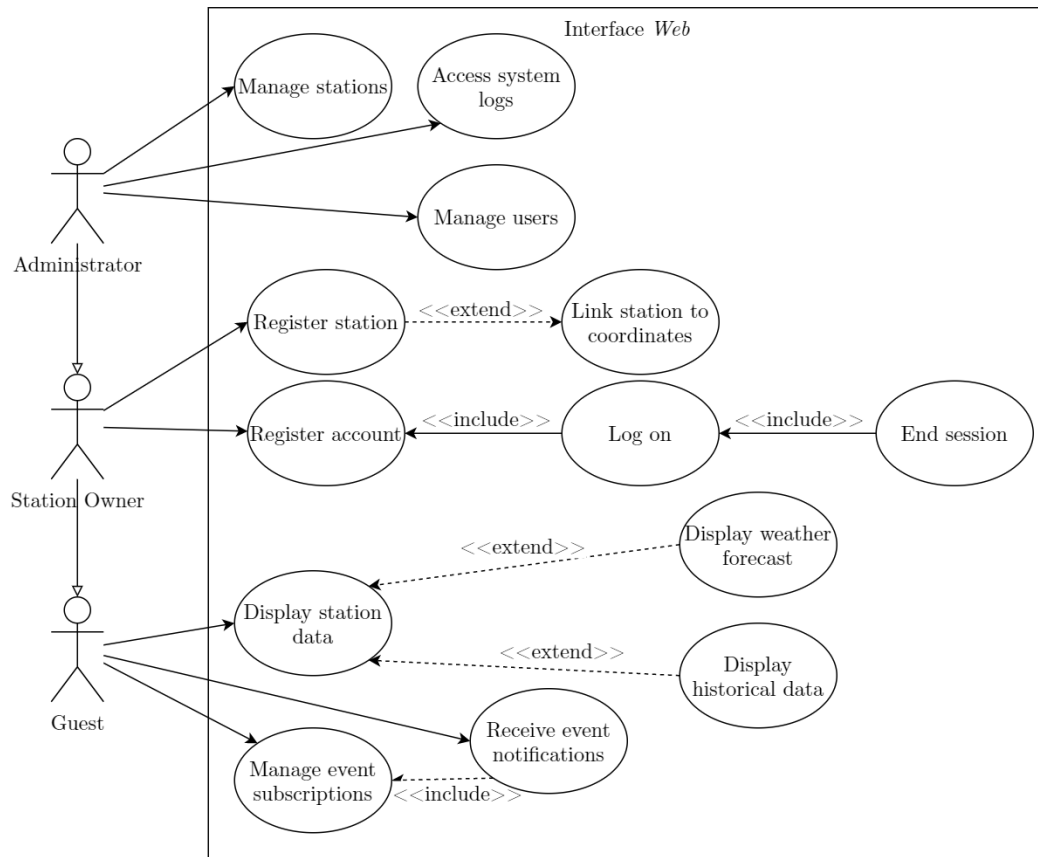 Interface Web
Manage stations
Access system
logs
Manage users
Administrator
Register station
<<extend>>
Link station to
coordinates
Register account
<<include>>
Log on
<<include>>
End session
Station Owner
Display weather
forecast
<<extend>>
Display station
data
<<extend>>
Display
historical data
Guest
Receive event
notifications
Manage event
subscriptions
<<include>>